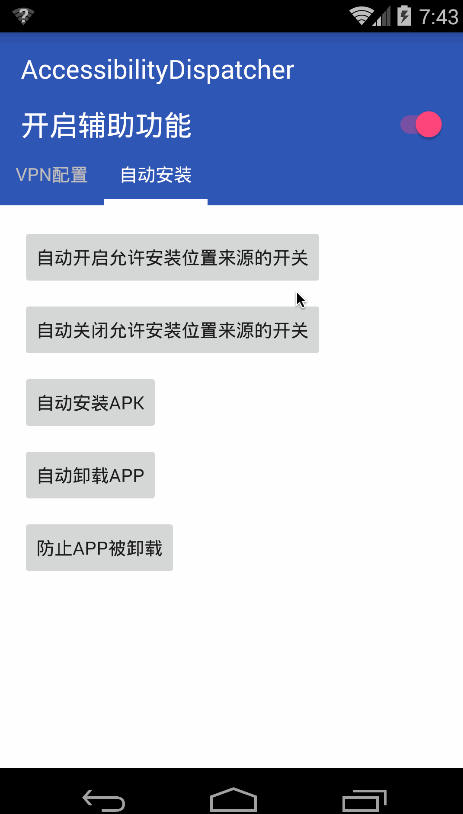 7:43
AccessibilityDispatcher
开启辅助功能
VPN配置 自动安装
自动开启允许安装位置来源的开关
自动关闭允许安装位置来源的开关
自动安装APK
自动卸载APP
防止APP被卸载